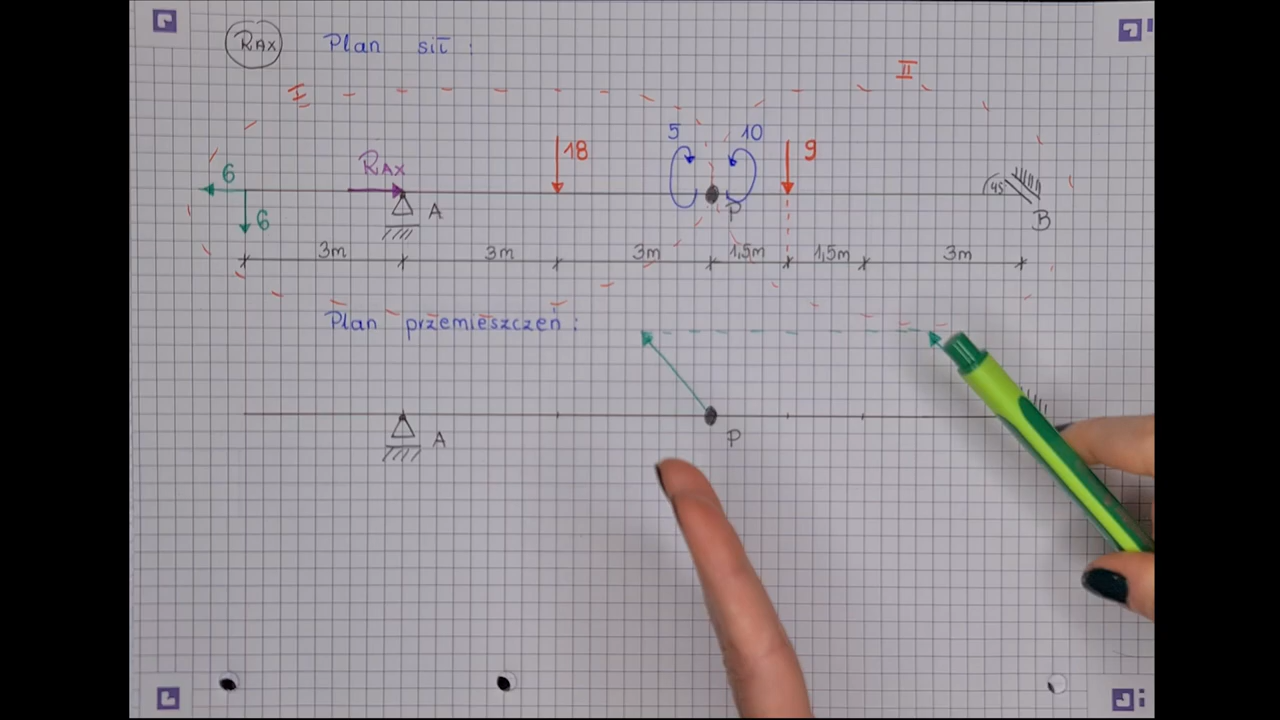 RAX Plan sił :
I II
5 10
6 RAX 18 9
6 A P 45° B
3m 3m 3m 1,5m 1,5m 3m
Plan przemieszczeń :
A P